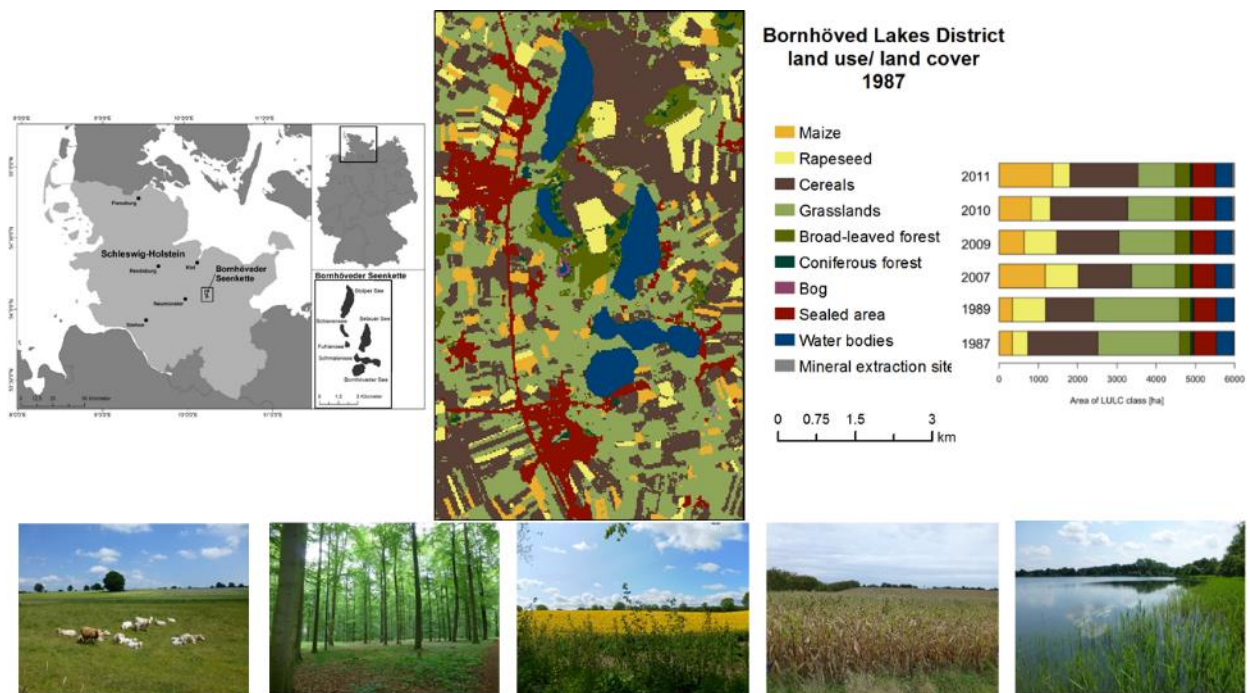 Bornhöved Lakes District
land use/ land cover
1987
Maize
Rapeseed
Cereals
Grasslands
Broad-leaved forest
Coniferous forest
Bog
Sealed area
Water bodies
Mineral extraction site
0 0.75 1.5 3
km
2011
2010
2009
2007
1989
1987
0 1000 2000 3000 4000 5000 6000
Area of LULC class [ha]
Flensburg
Schleswig-Holstein
Rendsburg
Kiel
Bornhöveder
Seenkette
Neumünster
Bornhöveder Seenkette
Stolper See
Belauer See
Schmalensee
Bornhöveder See